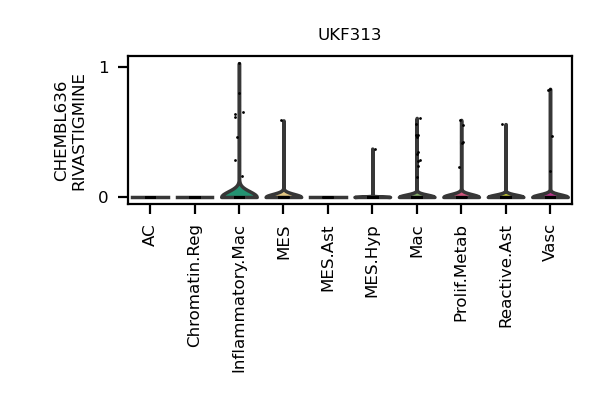 UKF313
CHEMBL636
RIVASTIGMINE
1
0
AC
Chromatin.Reg
Inflammatory.Mac
MES
MES.Ast
MES.Hyp
Mac
Prolif.Metab
Reactive.Ast
Vasc